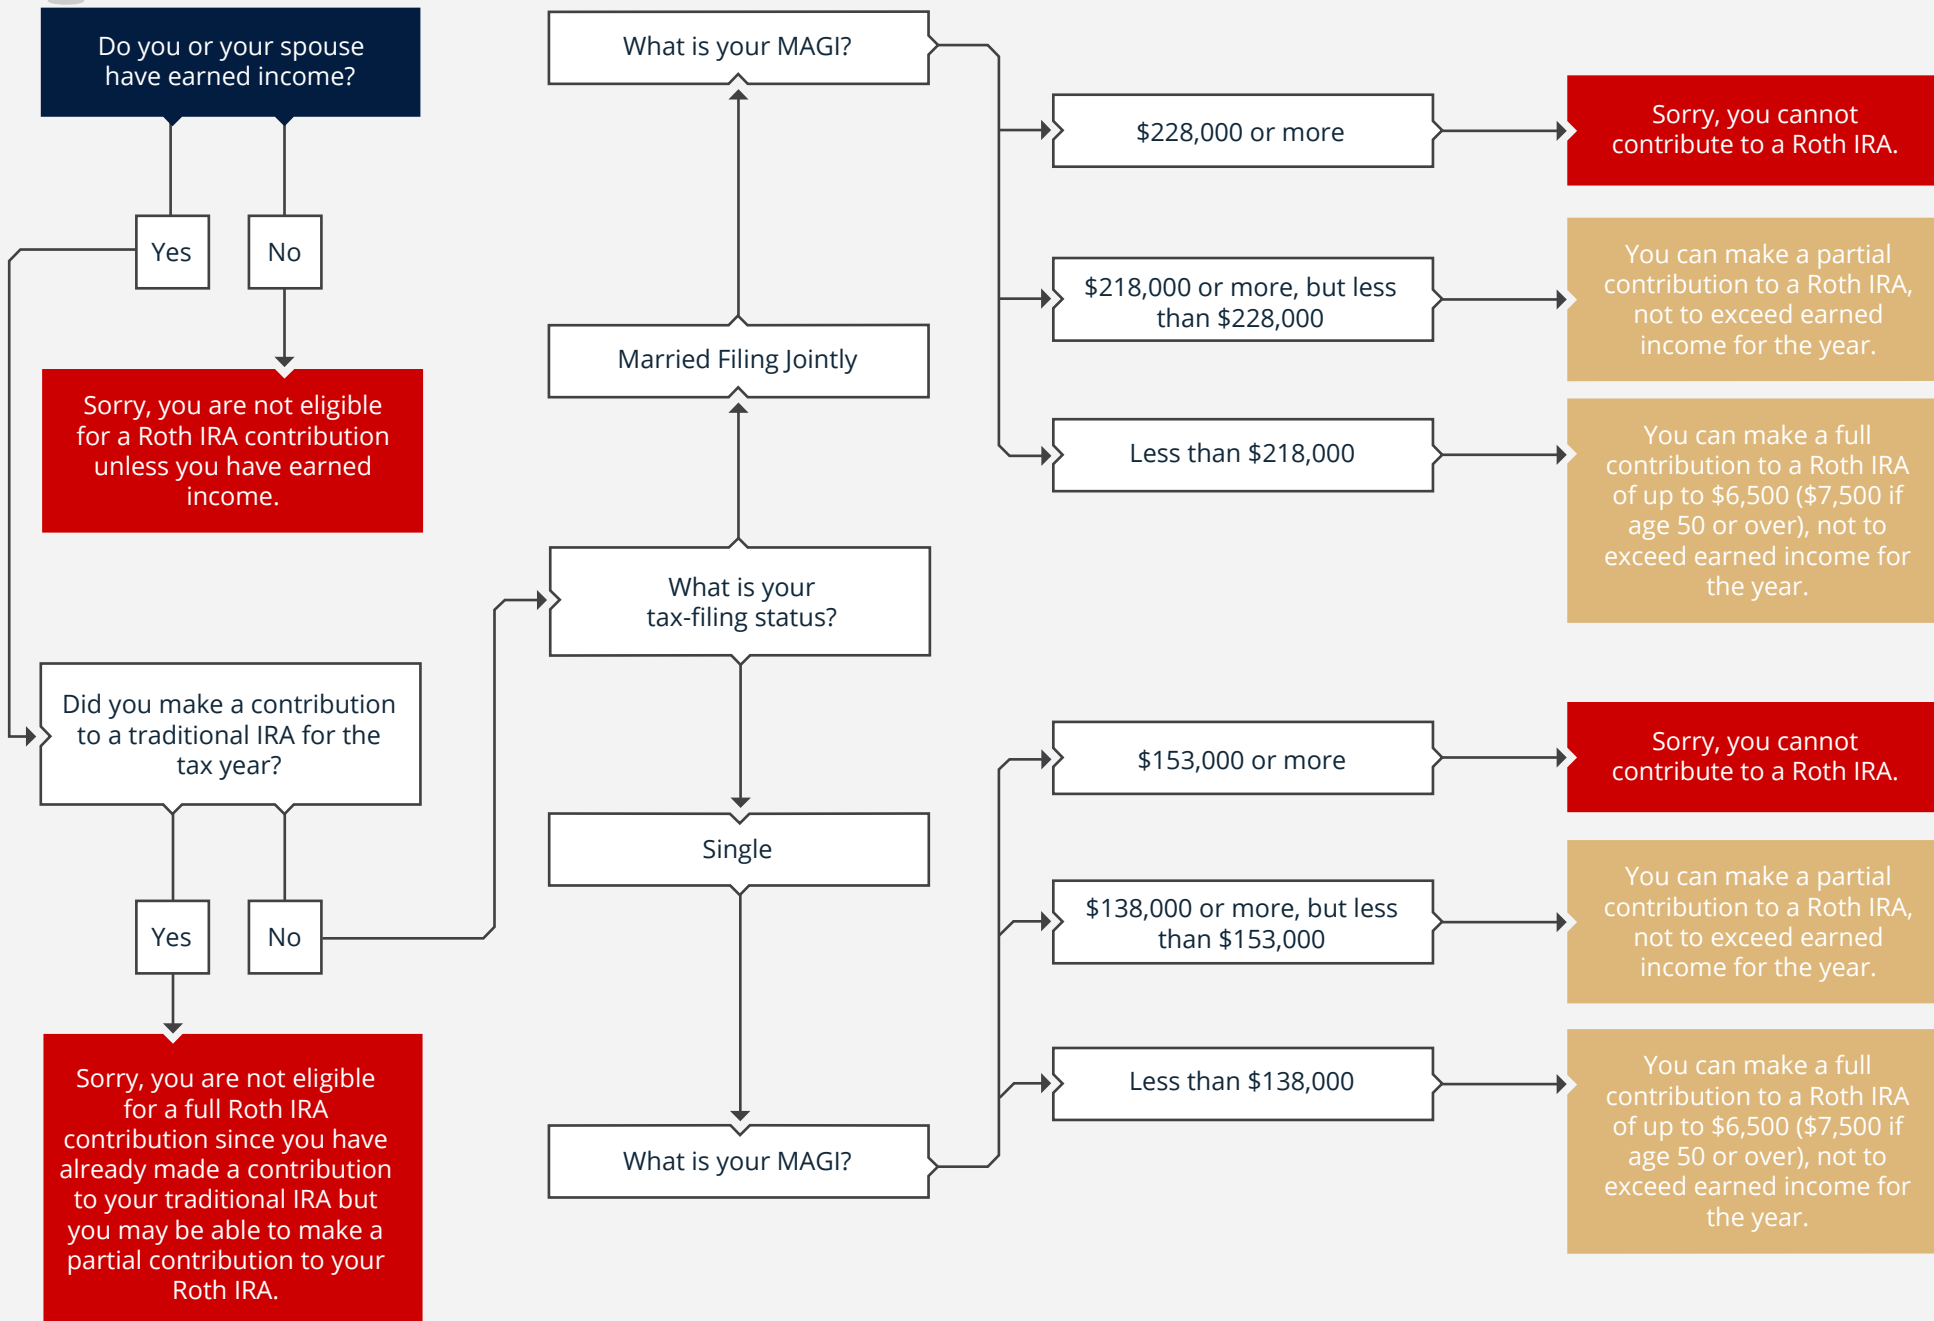 Do you or your spouse
have earned income?
Yes
No
Sorry, you are not eligible
for a Roth IRA contribution
unless you have earned
income.
Did you make a contribution
to a traditional IRA for the
tax year?
Yes
No
Sorry, you are not eligible
for a full Roth IRA
contribution since you have
already made a contribution
to your traditional IRA but
you may be able to make a
partial contribution to your
Roth IRA.
What is your
tax-filing status?
Married Filing Jointly
What is your MAGI?
$228,000 or more
Sorry, you cannot
contribute to a Roth IRA.
$218,000 or more, but less
than $228,000
You can make a partial
contribution to a Roth IRA,
not to exceed earned
income for the year.
Less than $218,000
You can make a full
contribution to a Roth IRA
of up to $6,500 ($7,500 if
age 50 or over), not to
exceed earned income for
the year.
Single
What is your MAGI?
$153,000 or more
Sorry, you cannot
contribute to a Roth IRA.
$138,000 or more, but less
than $153,000
You can make a partial
contribution to a Roth IRA,
not to exceed earned
income for the year.
Less than $138,000
You can make a full
contribution to a Roth IRA
of up to $6,500 ($7,500 if
age 50 or over), not to
exceed earned income for
the year.